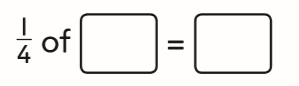 1/4 of =